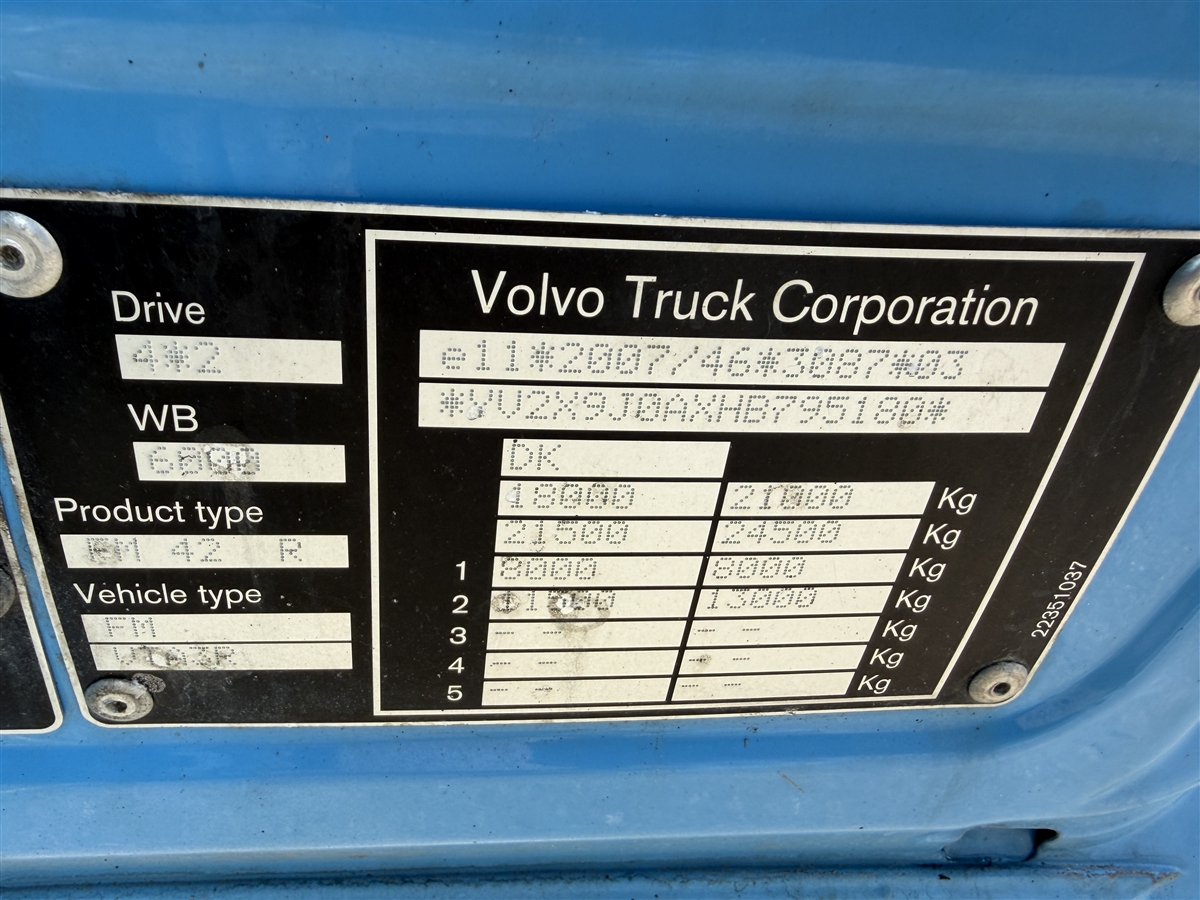 Drive
4*2
WB
6000
Product type
FM 42 R
Vehicle type
FM
Volvo Truck Corporation
e11*2007/46*3087*03
*YV2X9J0AXHB795180*
DK
18000 21000 Kg
21500 24500 Kg
1 8000 8000 Kg
2 13000 Kg
3 --- --- --- --- Kg
4 --- --- --- --- Kg
5 --- --- --- --- Kg
22351037